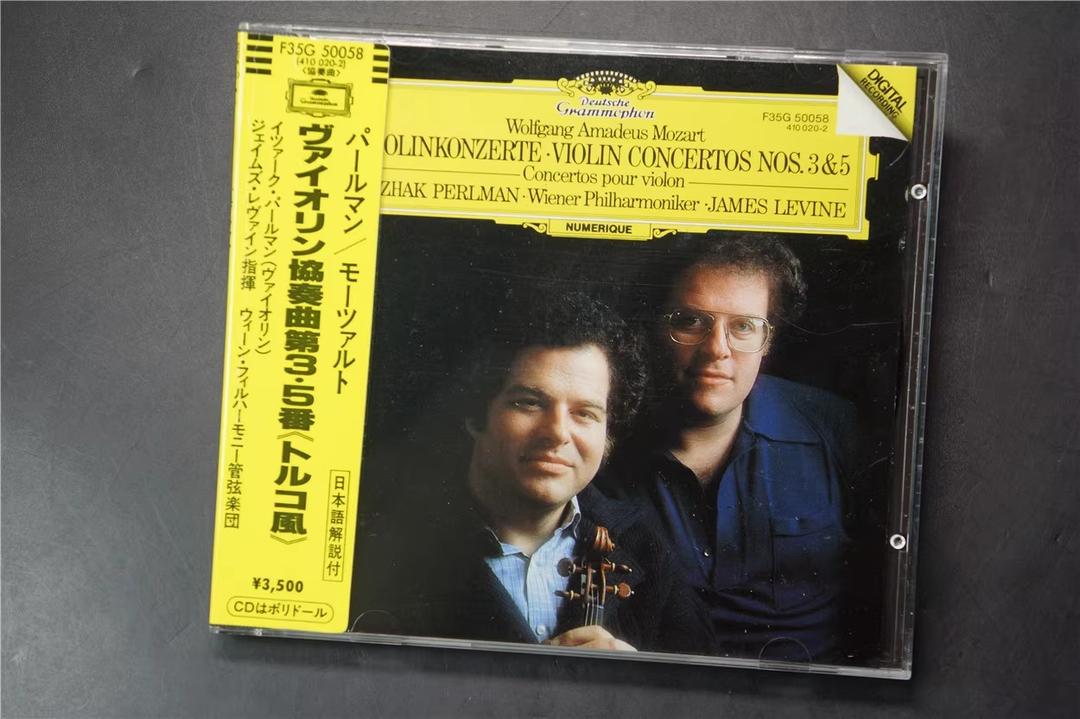 F35G 50058
(410 020-2)
〈協奏曲〉
Deutsche
Grammophon
パールマン／モーツァルト
ヴァイオリン協奏曲第3・5番《トルコ風》
イツァーク・パールマン(ヴァイオリン)
ジェイムズ・レヴァイン指揮 ウィーン・フィルハーモニー管弦楽団
日本語解説付
¥3,500
CDはポリドール
Deutsche
Grammophon
DIGITAL
RECORDING
F35G 50058
410 020-2
Wolfgang Amadeus Mozart
OLINKONZERTE · VIOLIN CONCERTOS NOS. 3 & 5
Concertos pour violon
ZHAK PERLMAN · Wiener Philharmoniker · JAMES LEVINE
NUMERIQUE